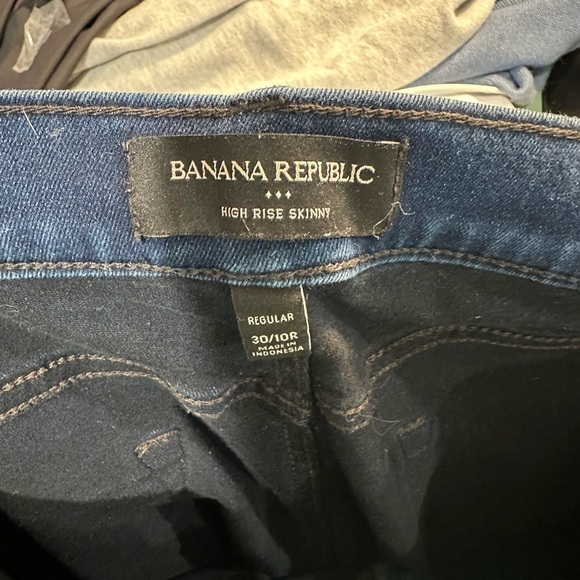 BANANA REPUBLIC
HIGH RISE SKINNY
REGULAR
30/10R
MADE IN
INDONESIA